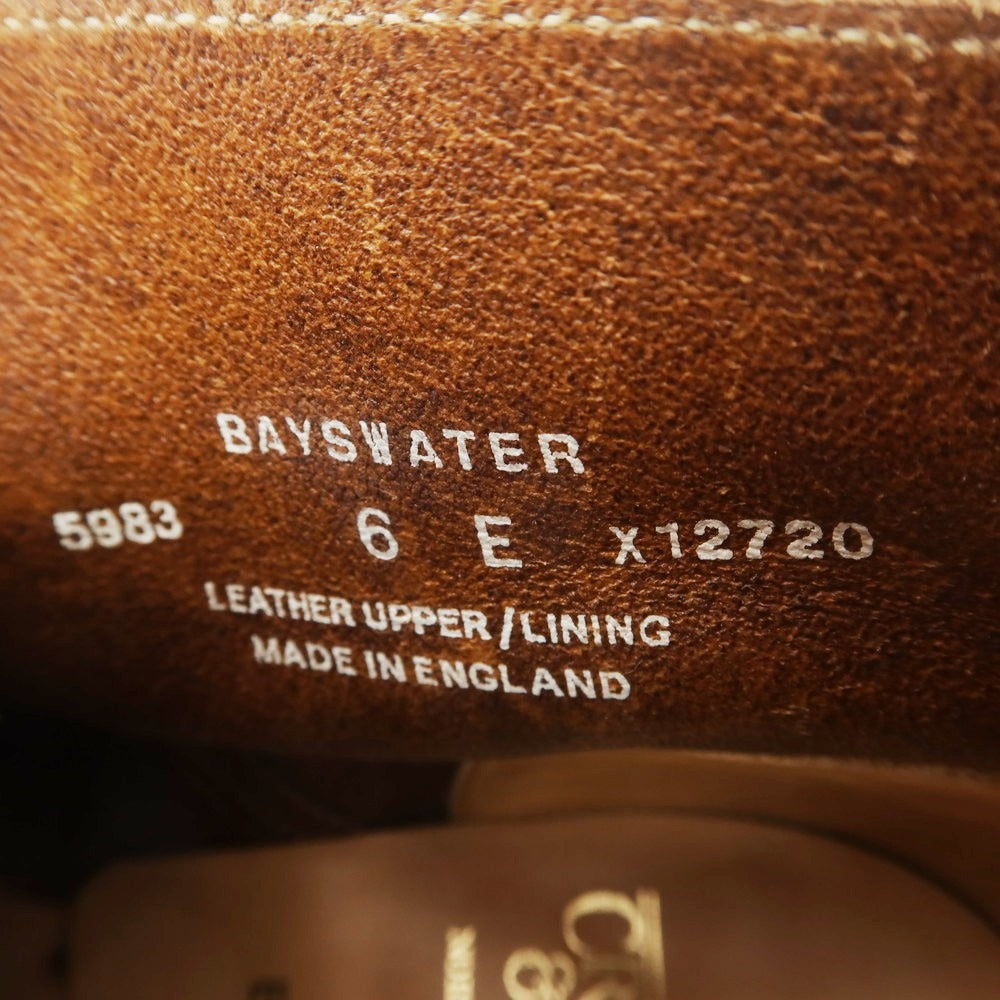 BAYSWATER
5983 6 E X12720
LEATHER UPPER/LINING
MADE IN ENGLAND
&